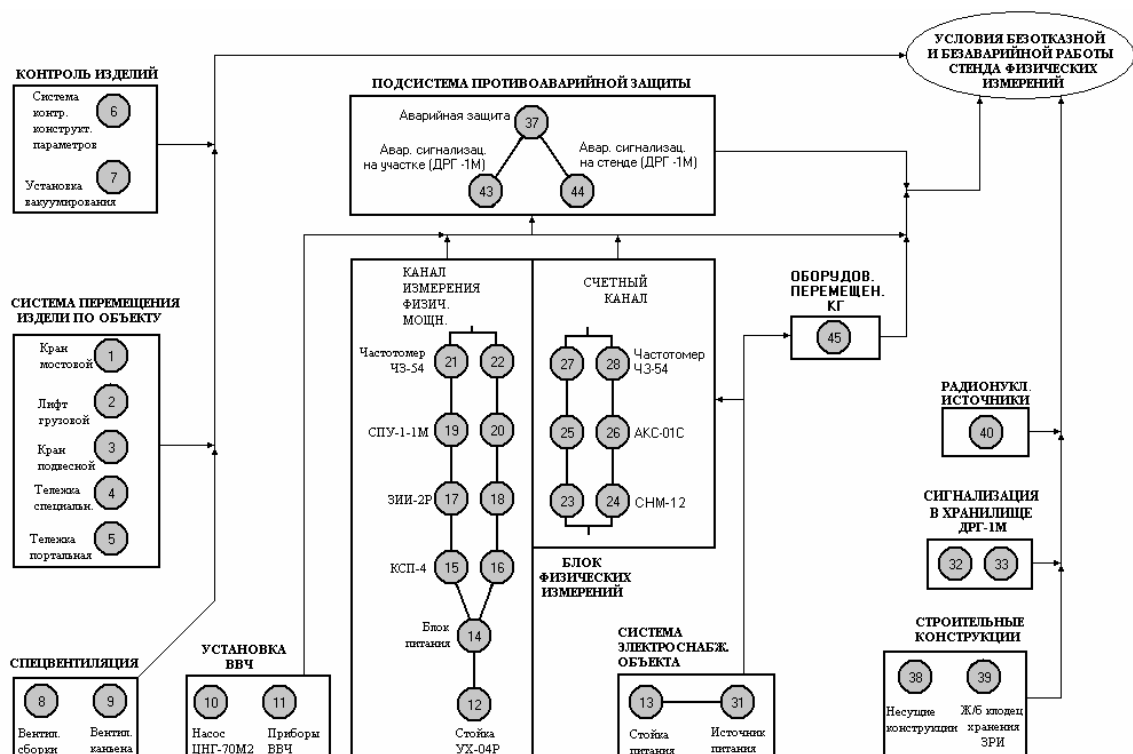 УСЛОВИЯ БЕЗОТКАЗНОЙ
И БЕЗАВАРИЙНОЙ РАБОТЫ
СТЕНДА ФИЗИЧЕСКИХ
ИЗМЕРЕНИЙ
КОНТРОЛЬ ИЗДЕЛИЙ
Система
контр.
конструкт.
параметров
6
Установка
вакуумирования
7
ПОДСИСТЕМА ПРОТИВОАВАРИЙНОЙ ЗАЩИТЫ
Аварийная защита
37
Авар. сигнализац.
на участке (ДРГ -1М)
43
Авар. сигнализац.
на стенде (ДРГ -1М)
44
СИСТЕМА ПЕРЕМЕЩЕНИЯ
ИЗДЕЛИ ПО ОБЪЕКТУ
Кран
мостовой
1
Лифт
грузовой
2
Кран
подвесной
3
Тележка
специальн.
4
Тележка
портальная
5
КАНАЛ
ИЗМЕРЕНИЯ
ФИЗИЧ.
МОЩН.
Частотомер
ЧЗ-54
21
22
СПУ-1-1М
19
20
ЗИИ-2Р
17
18
КСП-4
15
16
Блок
питания
14
12
Стойка
УХ-04Р
СЧЕТНЫЙ
КАНАЛ
27
28
Частотомер
ЧЗ-54
25
26
АКС-01С
23
24
СНМ-12
БЛОК
ФИЗИЧЕСКИХ
ИЗМЕРЕНИЙ
ОБОРУДОВ.
ПЕРЕМЕЩЕН.
КГ
45
РАДИОНУКЛ.
ИСТОЧНИКИ
40
СИГНАЛИЗАЦИЯ
В ХРАНИЛИЩЕ
ДРГ-1М
32
33
СТРОИТЕЛЬНЫЕ
КОНСТРУКЦИИ
38
39
Несущие
конструкции
Ж/б клодец
хранения
ЗРИ
СПЕЦВЕНТИЛЯЦИЯ
8
9
Вентил.
сборки
Вентил.
каньена
УСТАНОВКА
ВВЧ
10
11
Насос
ЦНГ-70М2
Приборы
ВВЧ
СИСТЕМА
ЭЛЕКТРОСНАБЖ.
ОБЪЕКТА
13
31
Стойка
питания
Источник
питания